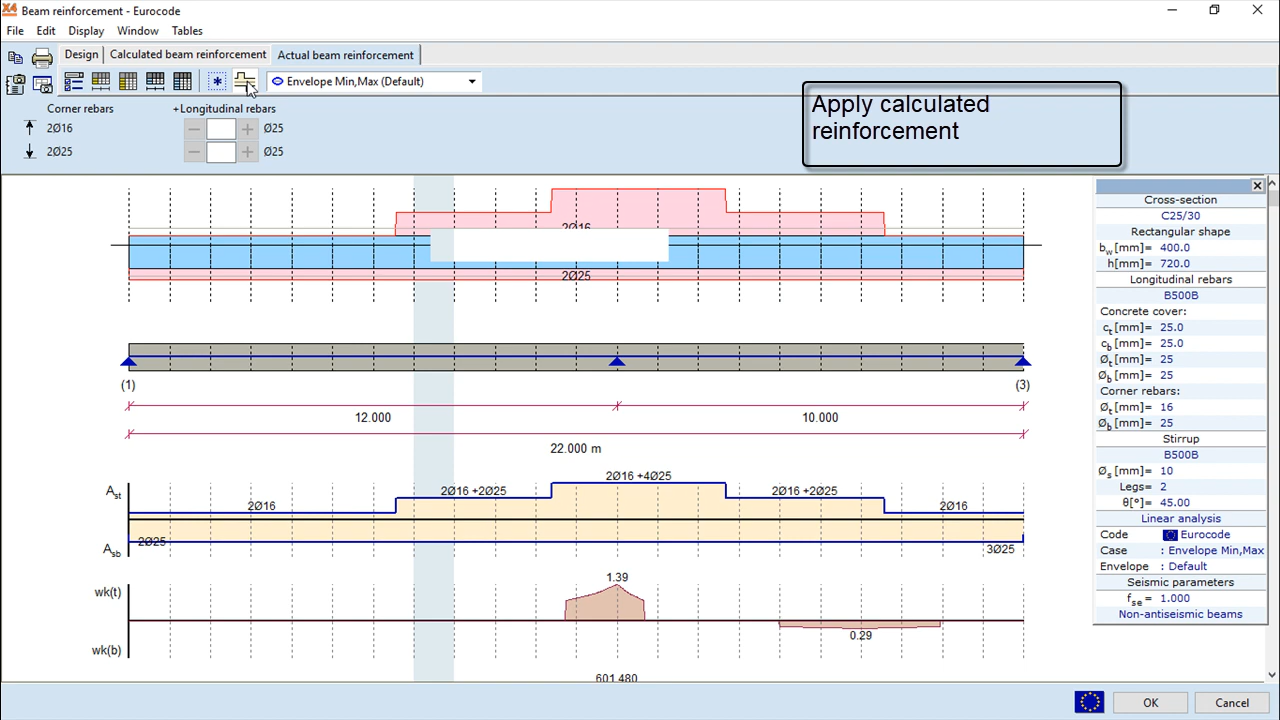 Beam reinforcement - Eurocode
File Edit Display Window Tables
Design Calculated beam reinforcement Actual beam reinforcement
Envelope Min,Max (Default)
Apply calculated
reinforcement
Corner rebars +Longitudinal rebars
2Ø16 − + Ø25
2Ø25 − + Ø25
2Ø16
2Ø25
(1) (3)
12.000 10.000
22.000 m
Ast
2Ø16 2Ø16 +2Ø25 2Ø16 +4Ø25 2Ø16 +2Ø25 2Ø16
Asb 2Ø25 3Ø25
1.39
wk(t)
0.29
wk(b)
601.480
Cross-section
C25/30
Rectangular shape
bw[mm]= 400.0
h[mm]= 720.0
Longitudinal rebars
B500B
Concrete cover:
ct[mm]= 25.0
cb[mm]= 25.0
Øt[mm]= 25
Øb[mm]= 25
Corner rebars:
Øt[mm]= 16
Øb[mm]= 25
Stirrup
B500B
Øs[mm]= 10
Legs= 2
θ[°]= 45.00
Linear analysis
Code Eurocode
Case : Envelope Min,Max
Envelope : Default
Seismic parameters
fse= 1.000
Non-antiseismic beams
OK Cancel